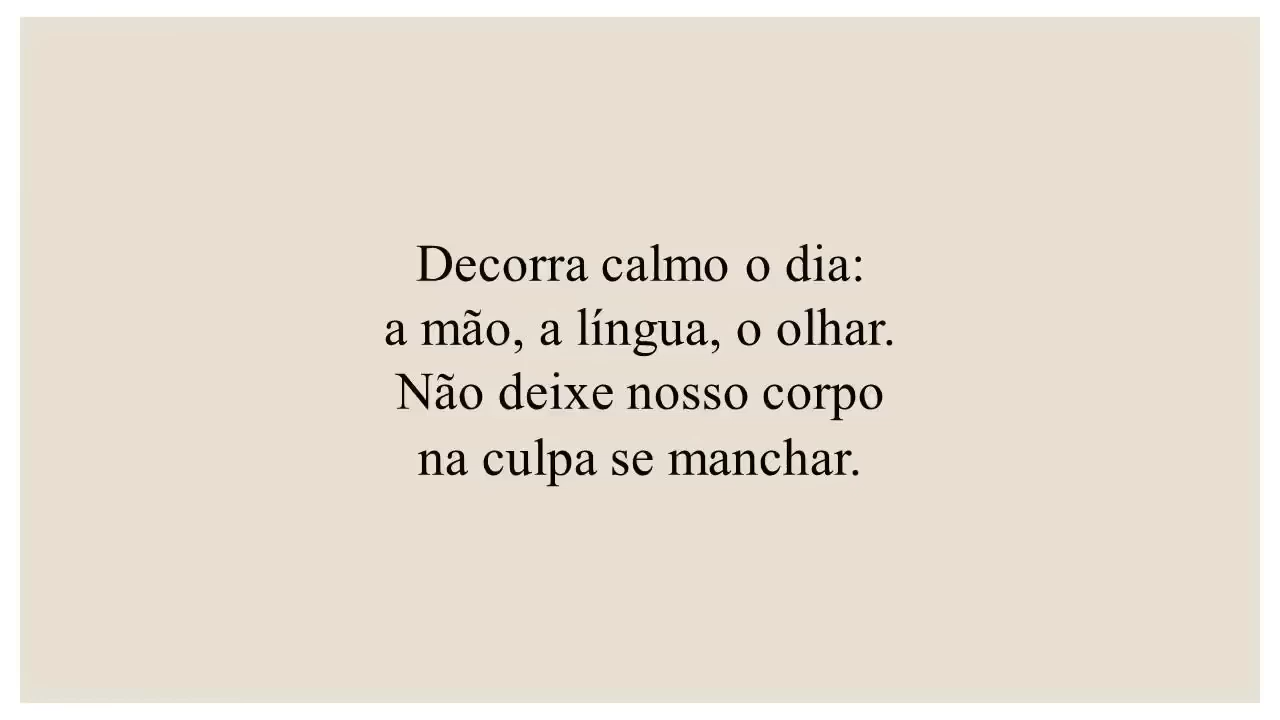 Decorra calmo o dia:
a mão, a língua, o olhar.
Não deixe nosso corpo
na culpa se manchar.